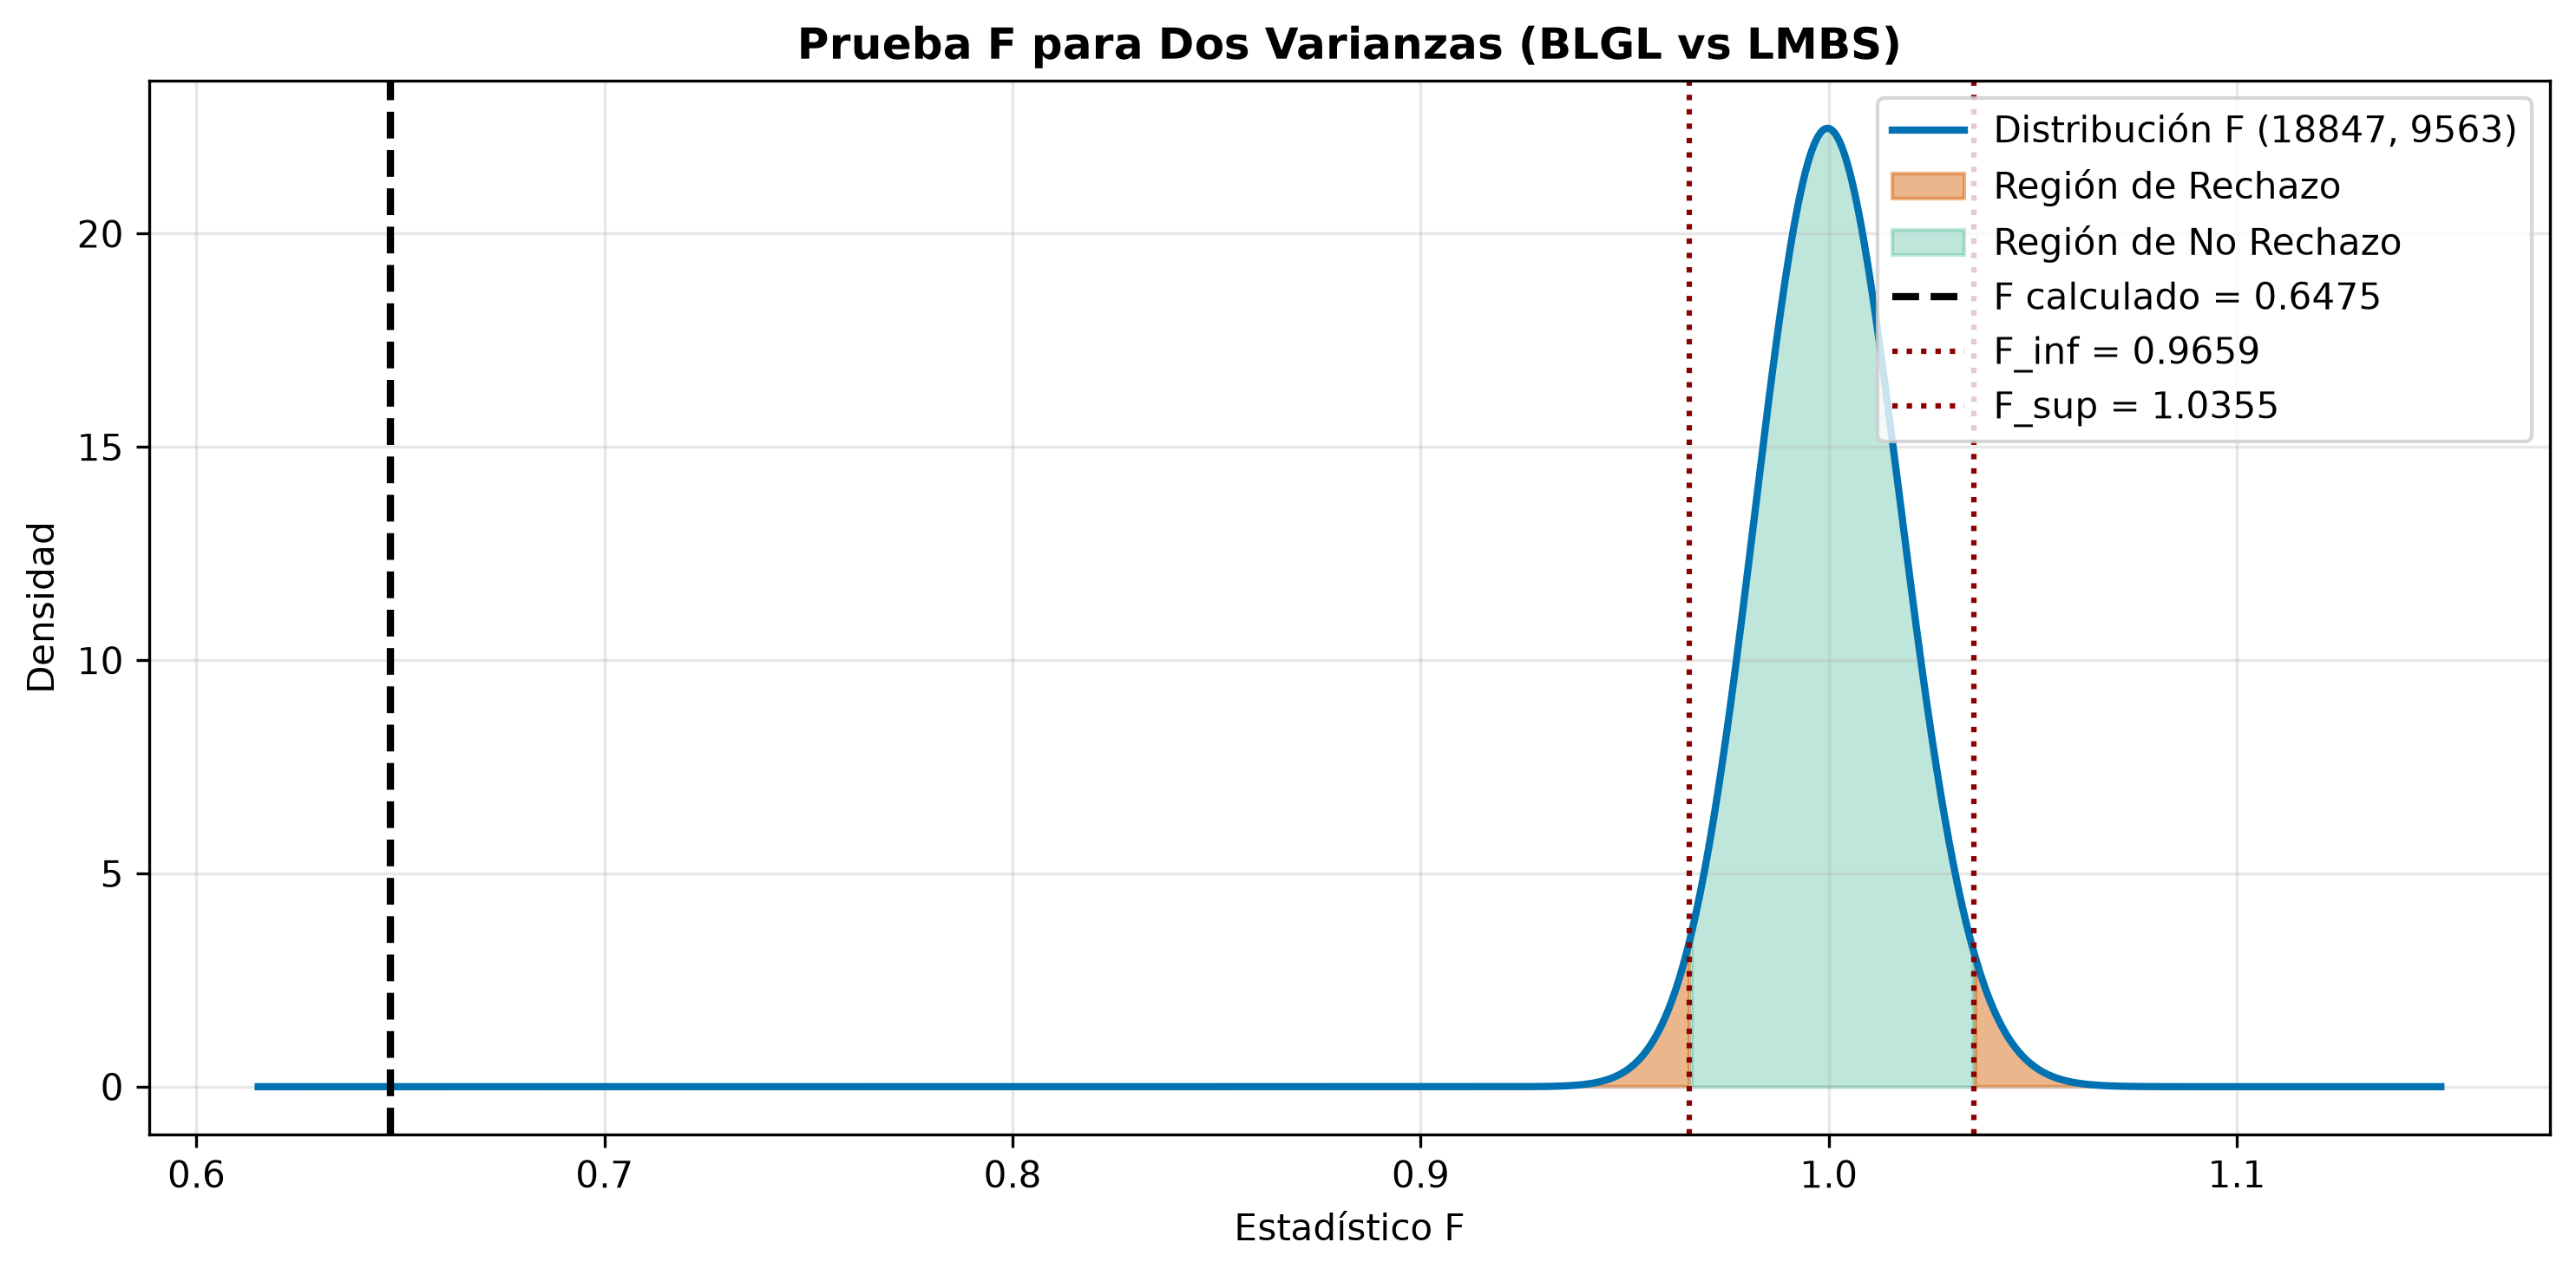 Prueba F para Dos Varianzas (BLGL vs LMBS)
Distribución F (18847, 9563)
Región de Rechazo
Región de No Rechazo
F calculado = 0.6475
F_inf = 0.9659
F_sup = 1.0355
Densidad
20
15
10
5
0
0.6 0.7 0.8 0.9 1.0 1.1
Estadístico F